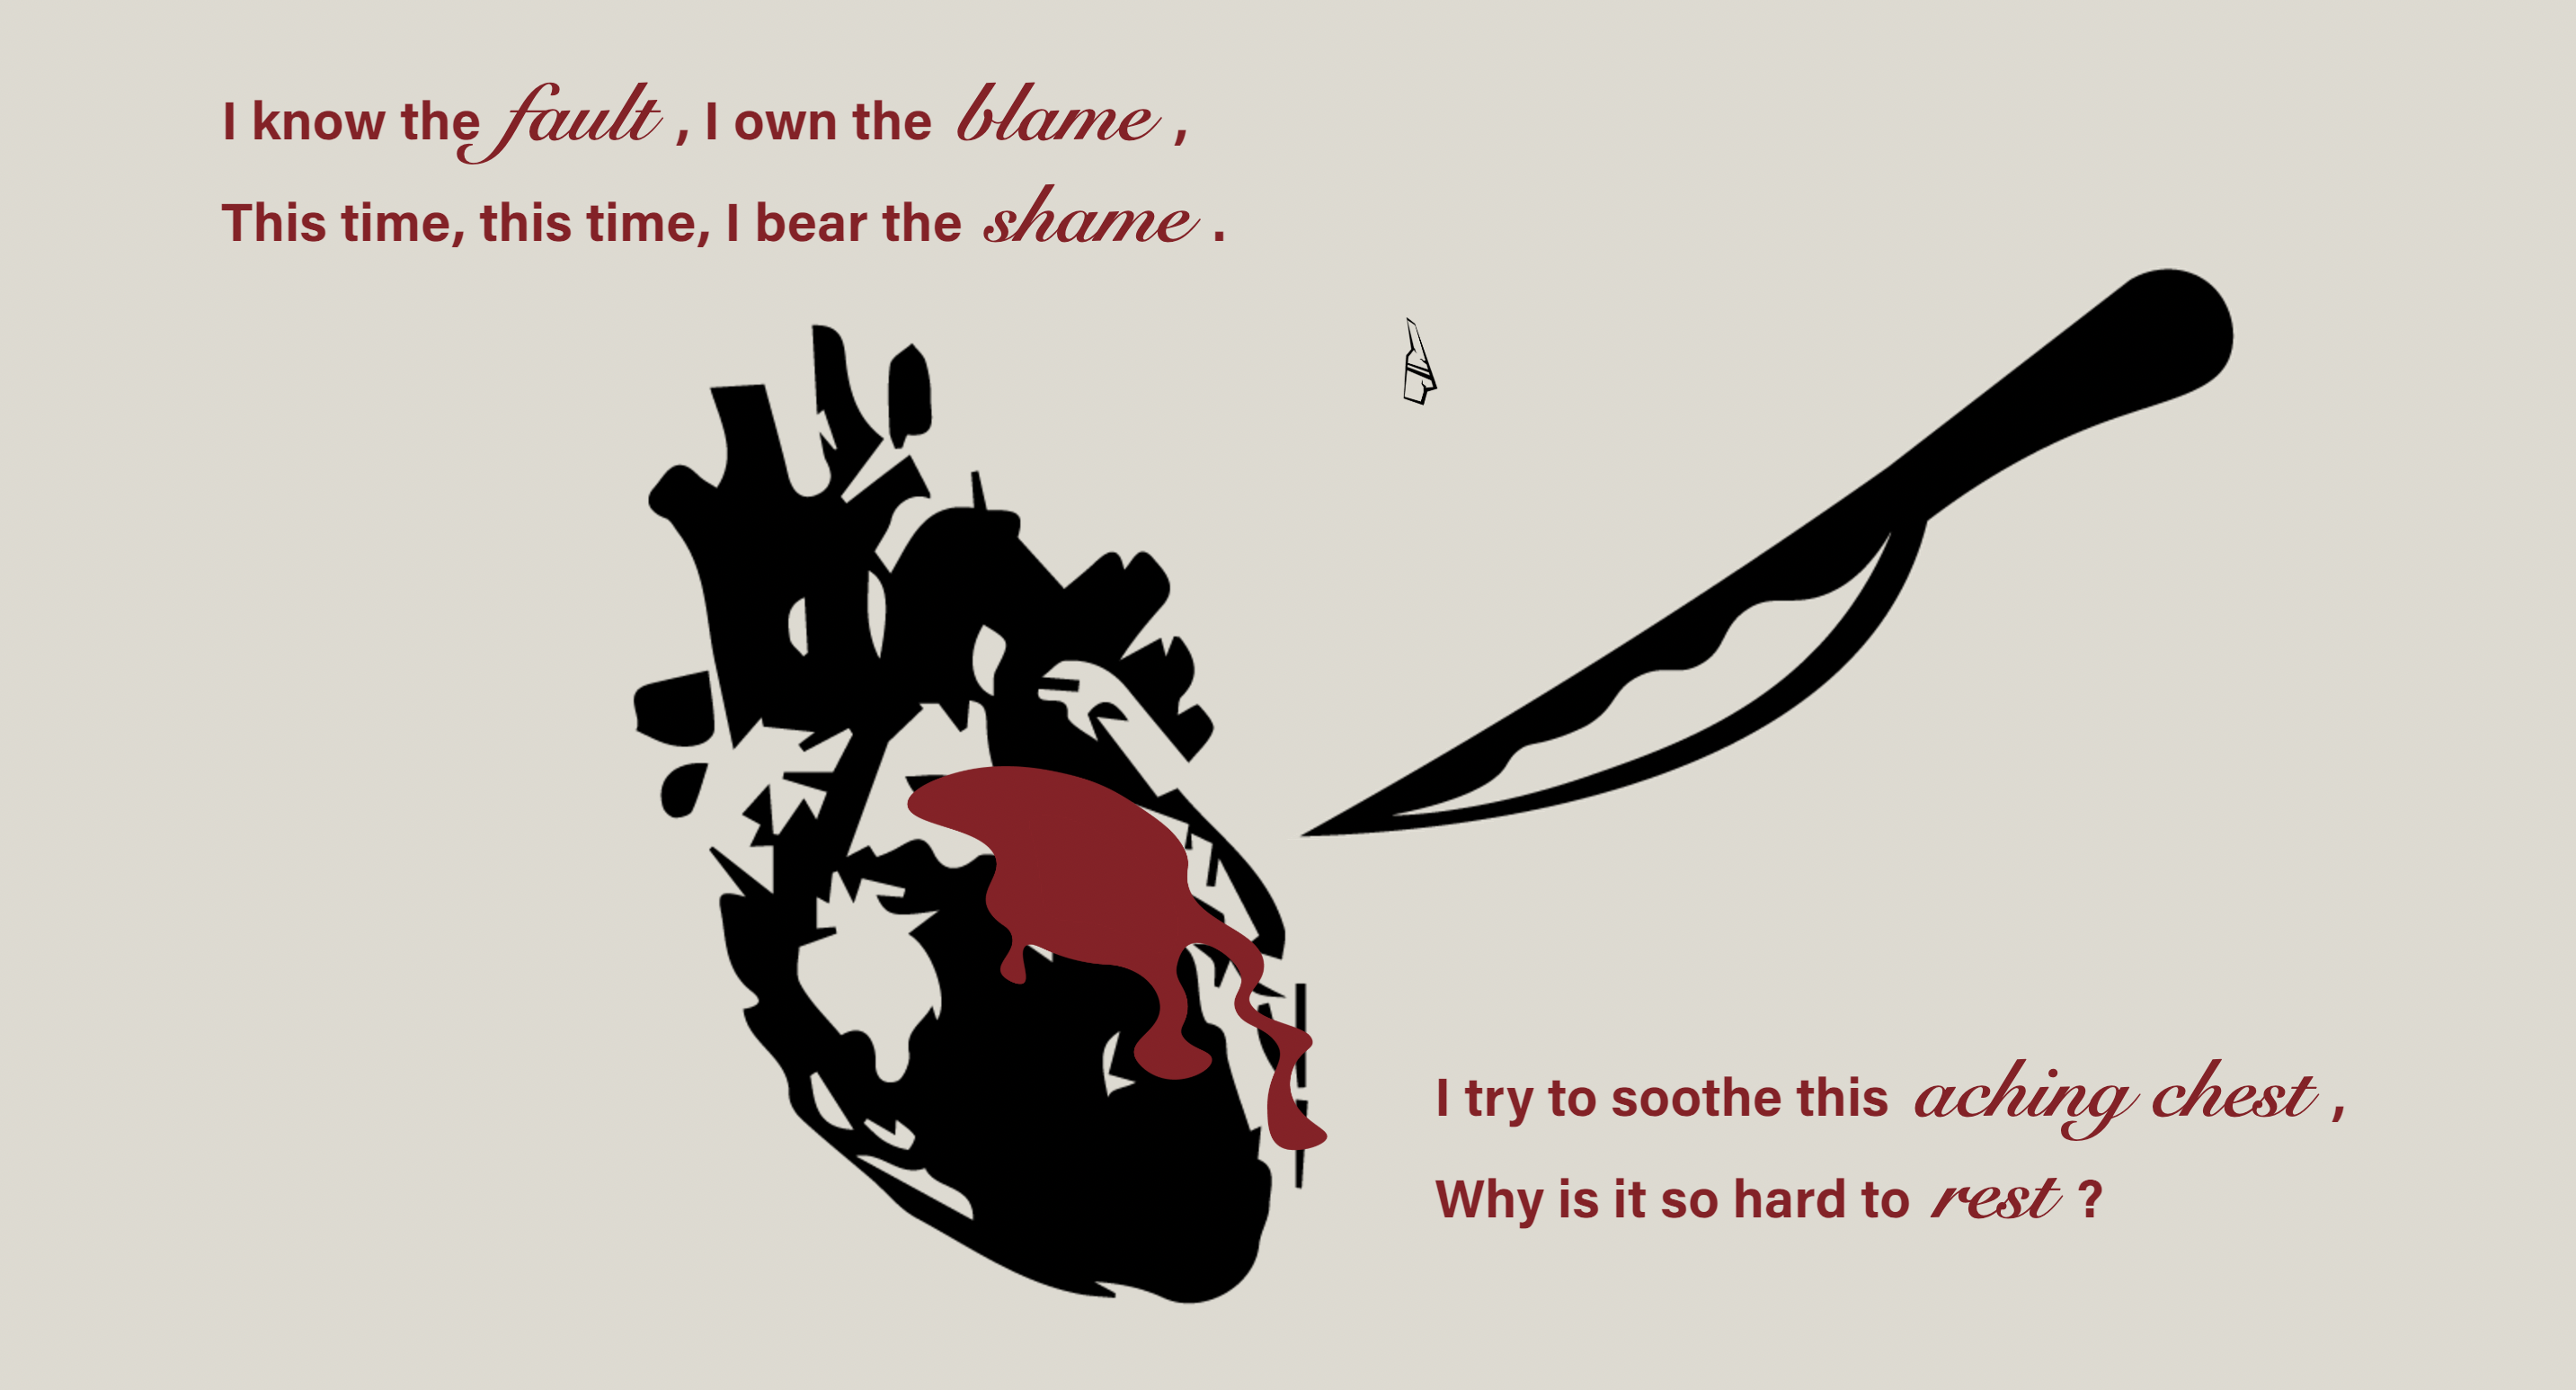 I know the fault , I own the blame ,
This time, this time, I bear the shame .
I try to soothe this aching chest ,
Why is it so hard to rest ?